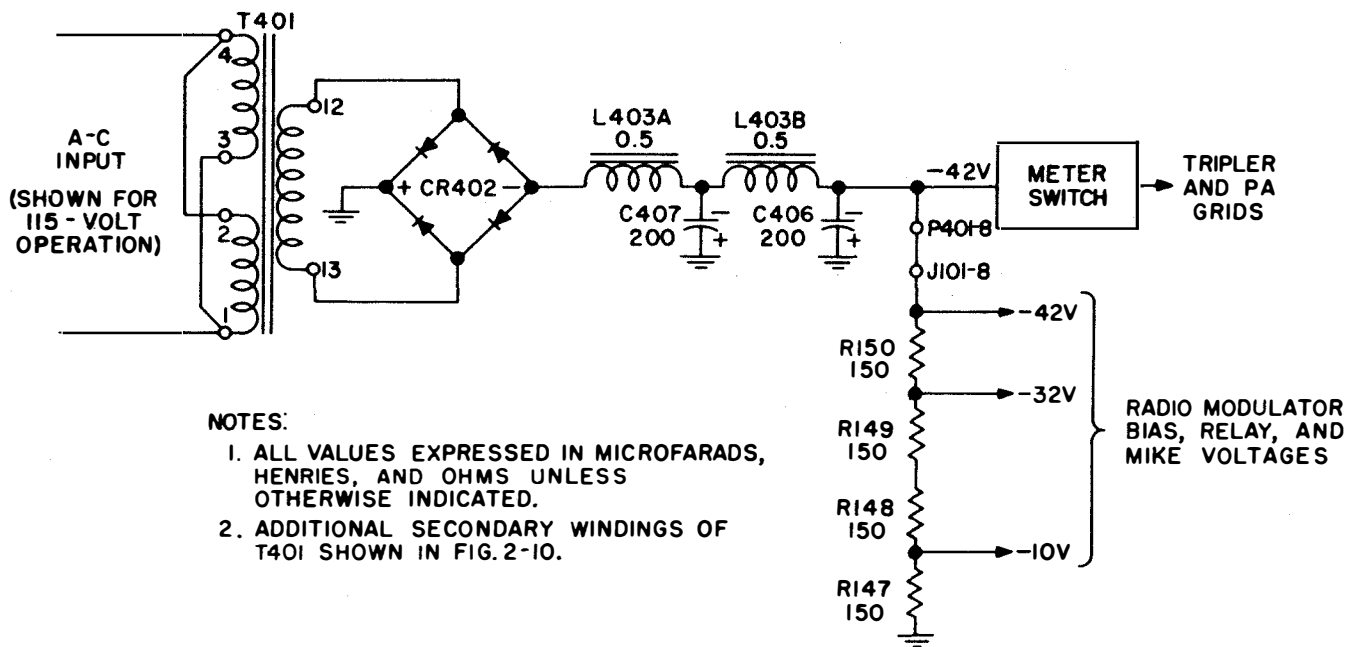 T401
4
3
2
1
A-C
INPUT
(SHOWN FOR
115-VOLT
OPERATION)
12
13
+ CR402 -
L403A
0.5
L403B
0.5
C407
200
-
+
C406
200
-
+
-42V
METER
SWITCH
TRIPLER
AND PA
GRIDS
P401-8
J101-8
-42V
R150
150
-32V
R149
150
R148
150
-10V
R147
150
RADIO MODULATOR
BIAS, RELAY, AND
MIKE VOLTAGES
NOTES:
1. ALL VALUES EXPRESSED IN MICROFARADS,
HENRIES, AND OHMS UNLESS
OTHERWISE INDICATED.
2. ADDITIONAL SECONDARY WINDINGS OF
T401 SHOWN IN FIG. 2-10.